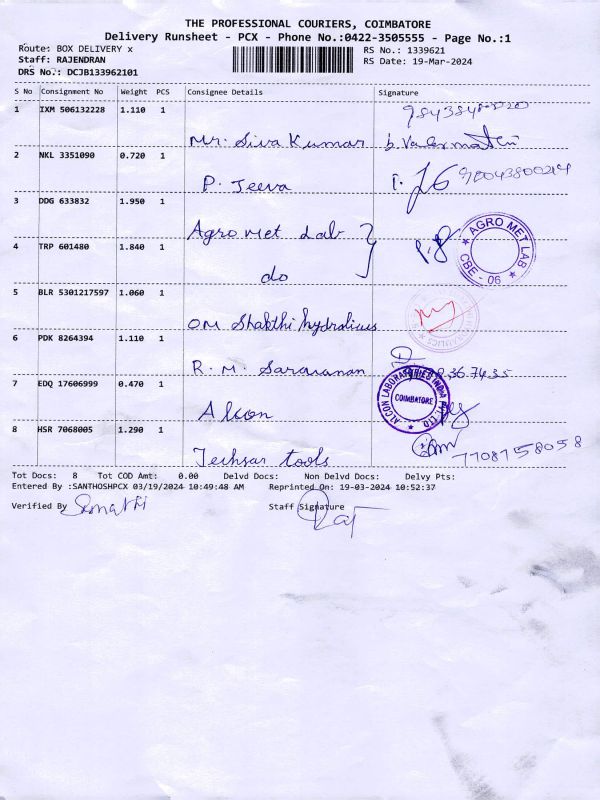 THE PROFESSIONAL COURIERS, COIMBATORE
Delivery Runsheet - PCX - Phone No.:0422-3505555 - Page No.:1
Route: BOX DELIVERY x
RS No.: 1339621
Staff: RAJENDRAN
RS Date: 19-Mar-2024
DRS No.: DCJB133962101
S No Consignment No Weight PCS Consignee Details Signature
1 IXM 506132228 1.110 1
Mr. Siva Kumar
2 NKL 3351090 0.720 1
P. Jeeva
3 DDG 633832 1.950 1
Agro met Lab
AGRO MET LAB
CBE - 06
4 TRP 601480 1.840 1
do
5 BLR 5301217597 1.060 1
OM Shakthi hydralicus
6 PDK 8264394 1.110 1
R. M. Saravanan
7 EDQ 17606999 0.470 1
Alcon
ALCON LABORATORIES INDIA PVT LTD
COIMBATORE
8 HSR 7068005 1.290 1
7708758058
Techsar tools
Tot Docs: 8 Tot COD Amt: 0.00 Delvd Docs: Non Delvd Docs: Delvy Pts:
Entered By :SANTHOSHPCX 03/19/2024 10:49:48 AM Reprinted On: 19-03-2024 10:52:37
Verified By Staff Signature